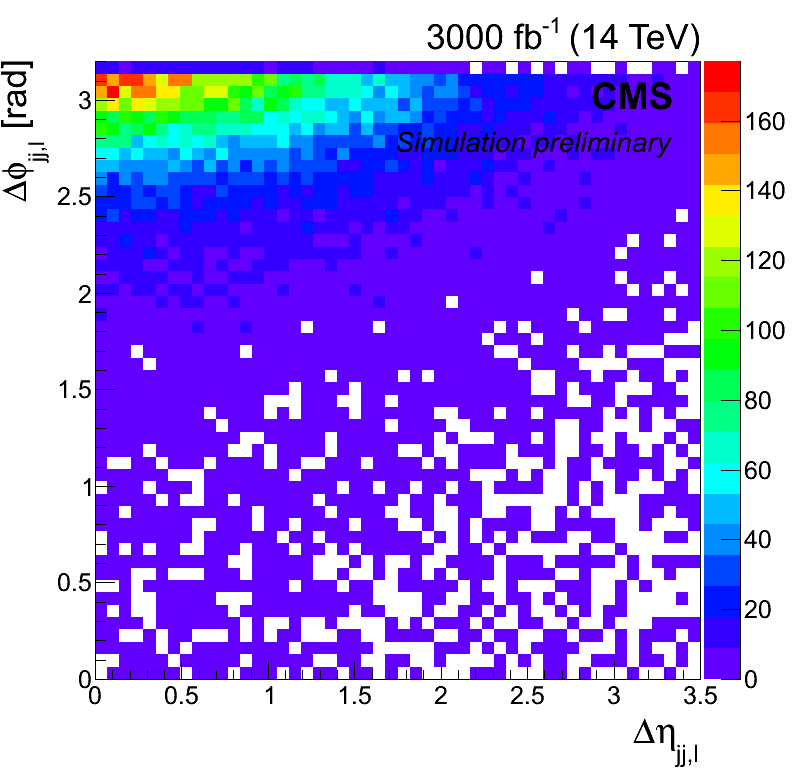 3000 fb⁻¹ (14 TeV)
CMS
Simulation preliminary
Δϕjj,l [rad]
3
2.5
2
1.5
1
0.5
0
0 0.5 1 1.5 2 2.5 3 3.5
Δηjj,l
160
140
120
100
80
60
40
20
0